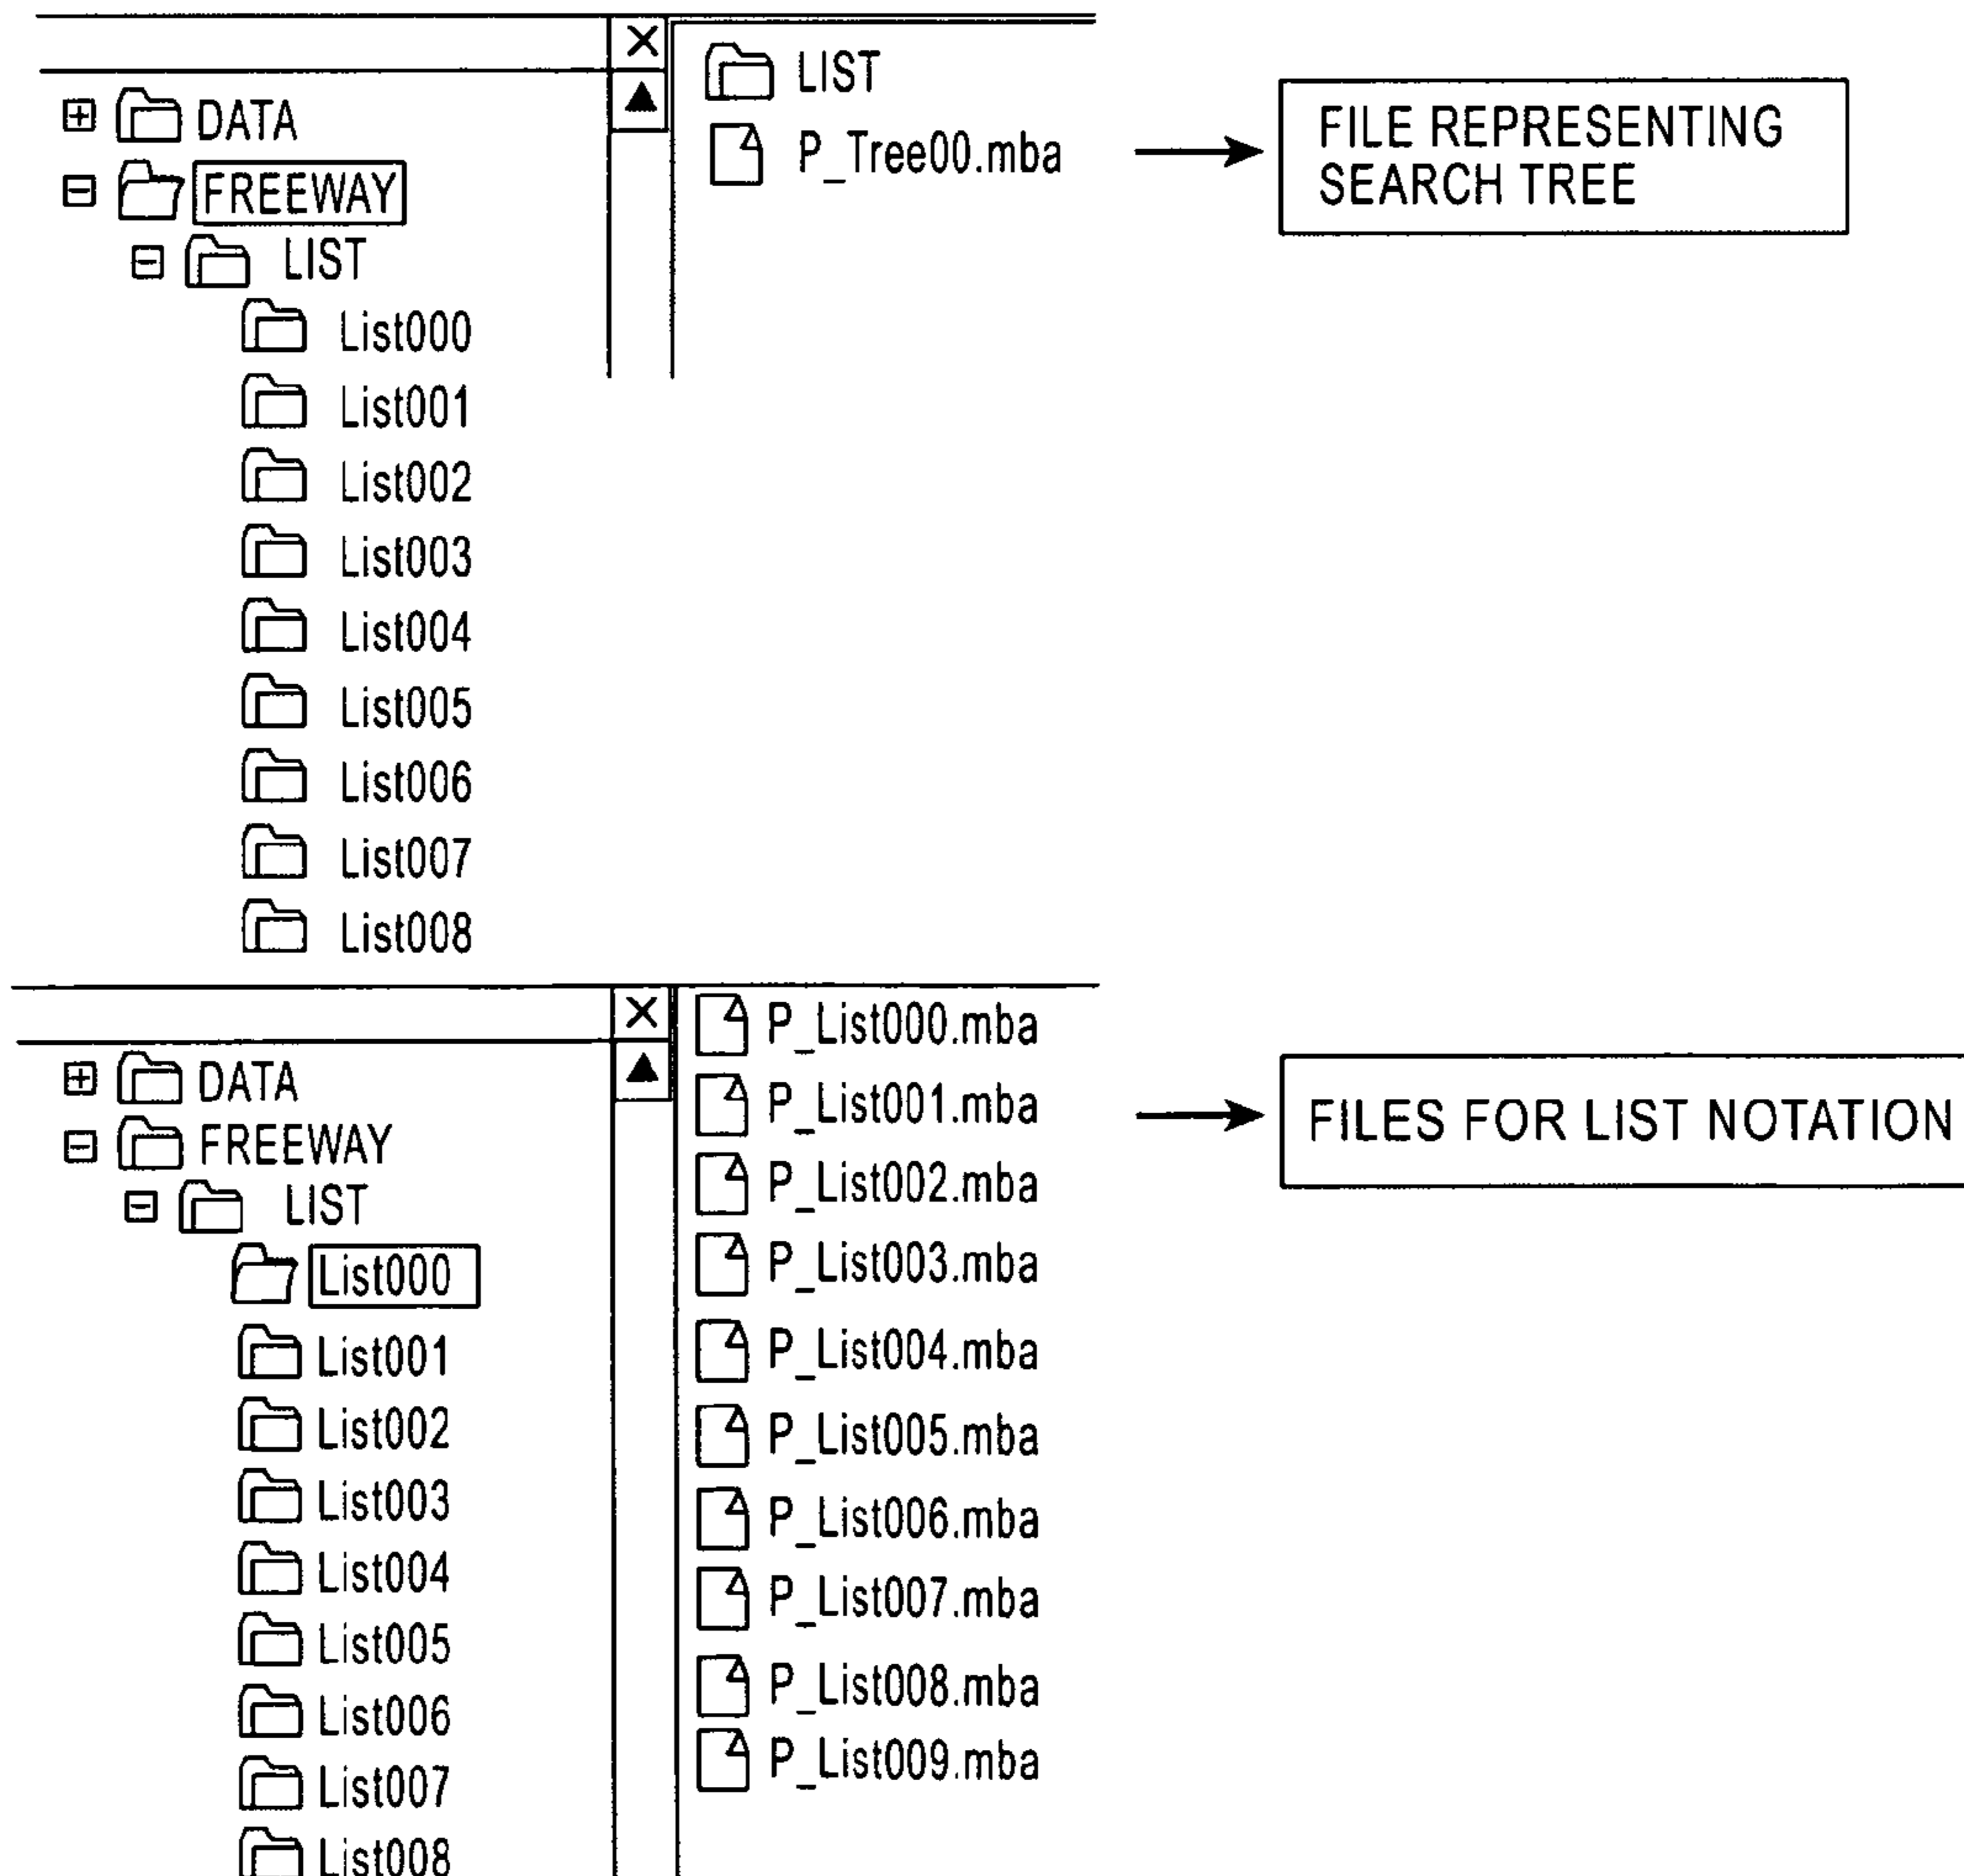 DATA
FREEWAY
LIST
List000
List001
List002
List003
List004
List005
List006
List007
List008
LIST
P_Tree00.mba
FILE REPRESENTING
SEARCH TREE
DATA
FREEWAY
LIST
List000
List001
List002
List003
List004
List005
List006
List007
List008
P_List000.mba
P_List001.mba
P_List002.mba
P_List003.mba
P_List004.mba
P_List005.mba
P_List006.mba
P_List007.mba
P_List008.mba
P_List009.mba
FILES FOR LIST NOTATION